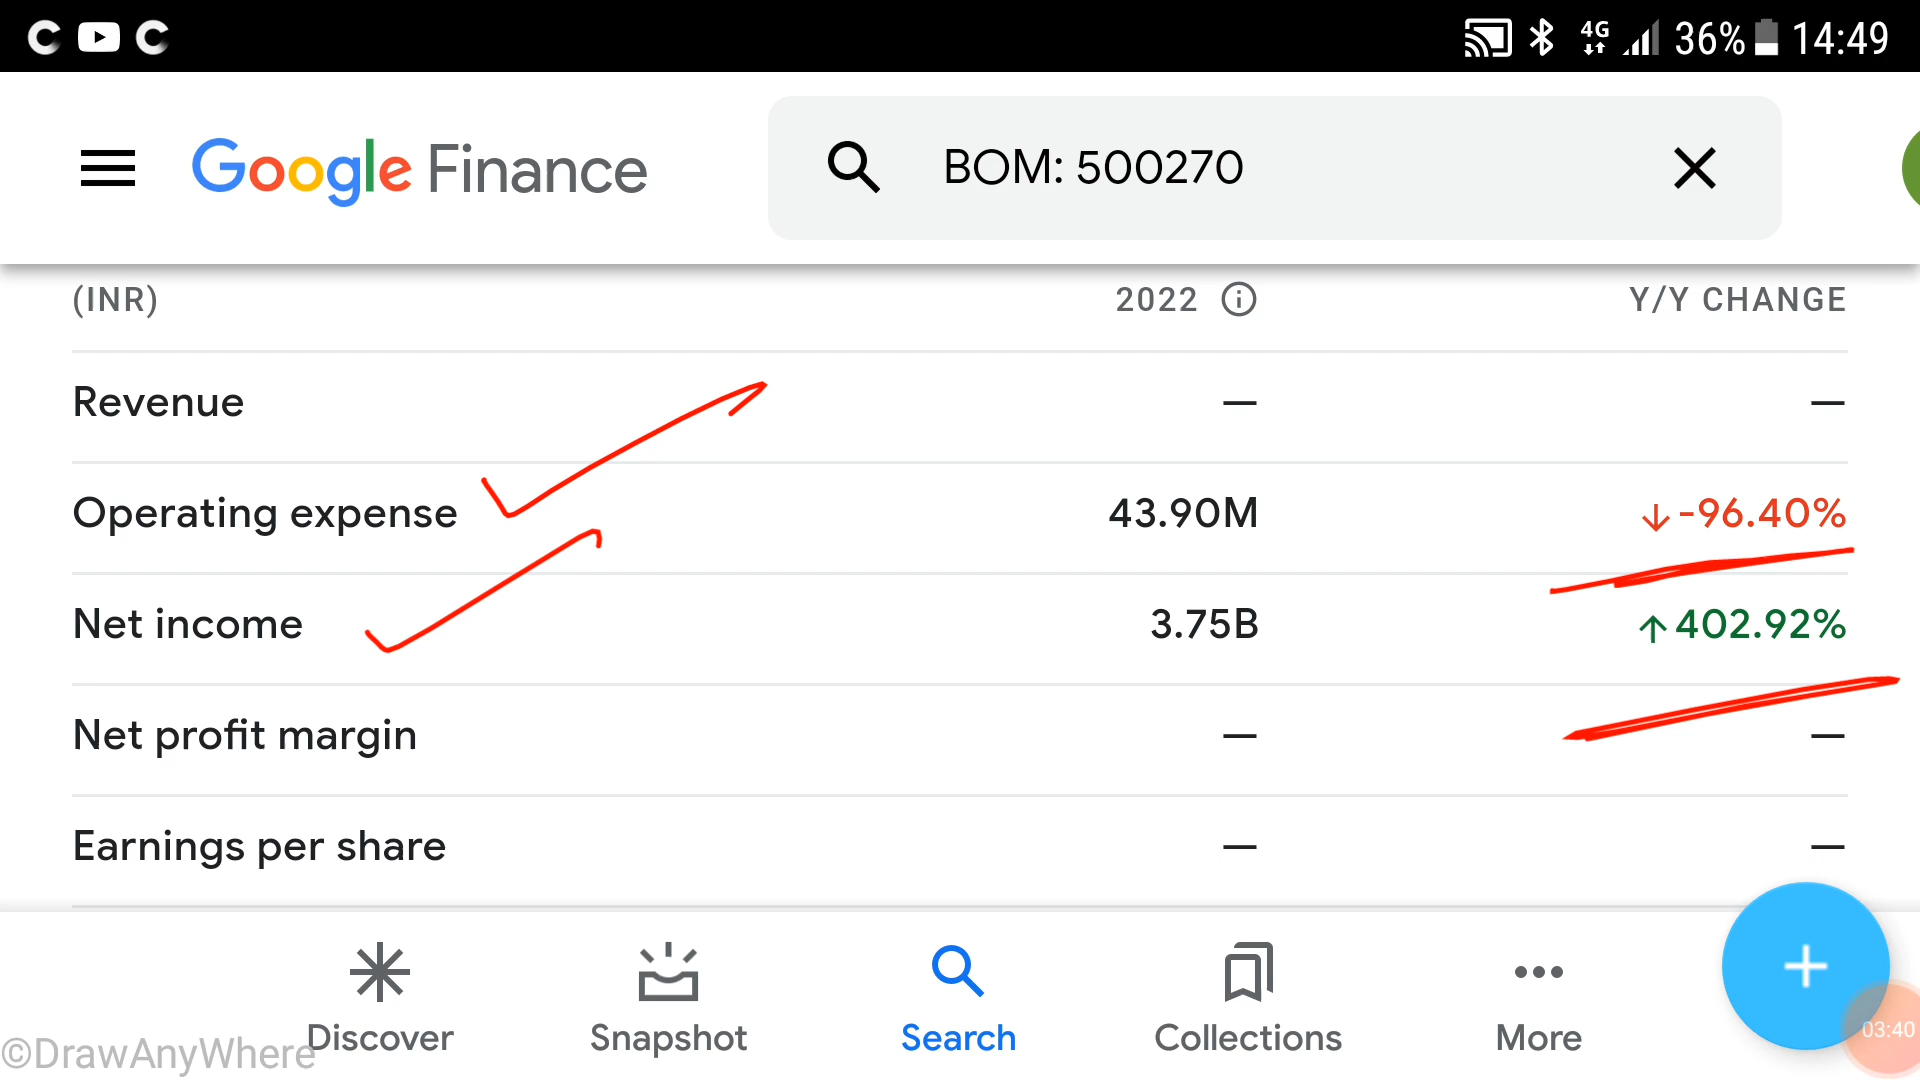 4G 36% 14:49
Google Finance BOM: 500270
(INR) 2022 Y/Y CHANGE
Revenue — —
Operating expense 43.90M ↓-96.40%
Net income 3.75B ↑402.92%
Net profit margin — —
Earnings per share — —
Discover Snapshot Search Collections More
03:40
©DrawAnyWhere